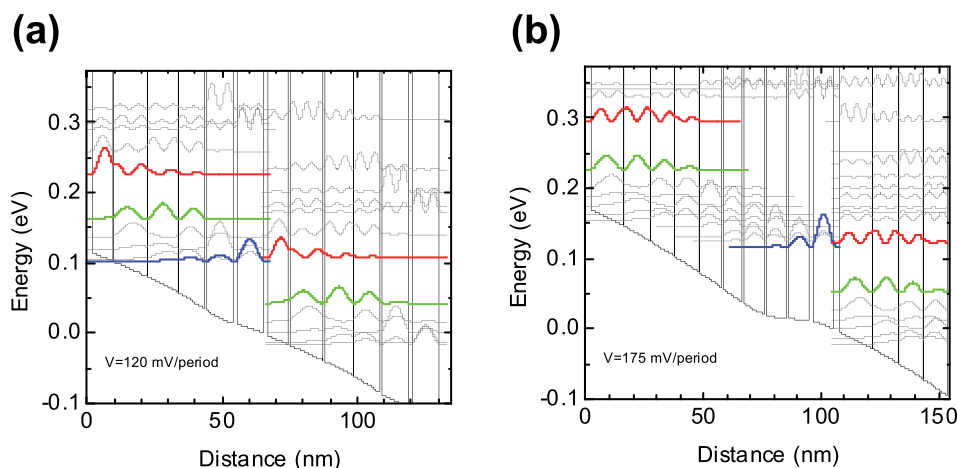 (a)
Energy (eV)
0.3
0.2
0.1
0.0
-0.1
V=120 mV/period
0 50 100
Distance (nm)
(b)
Energy (eV)
0.3
0.2
0.1
0.0
-0.1
V=175 mV/period
0 50 100 150
Distance (nm)